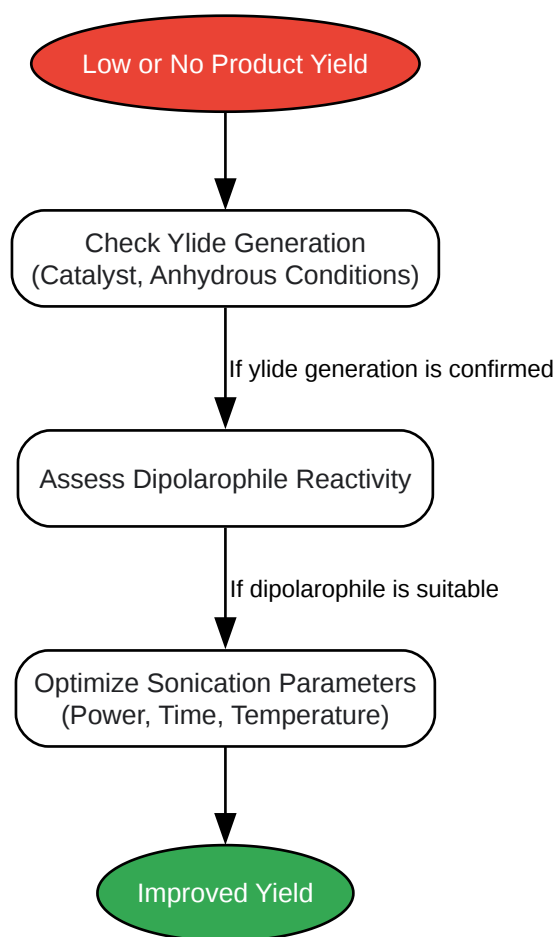 Low or No Product Yield
Check Ylide Generation
(Catalyst, Anhydrous Conditions)
If ylide generation is confirmed
Assess Dipolarophile Reactivity
If dipolarophile is suitable
Optimize Sonication Parameters
(Power, Time, Temperature)
Improved Yield